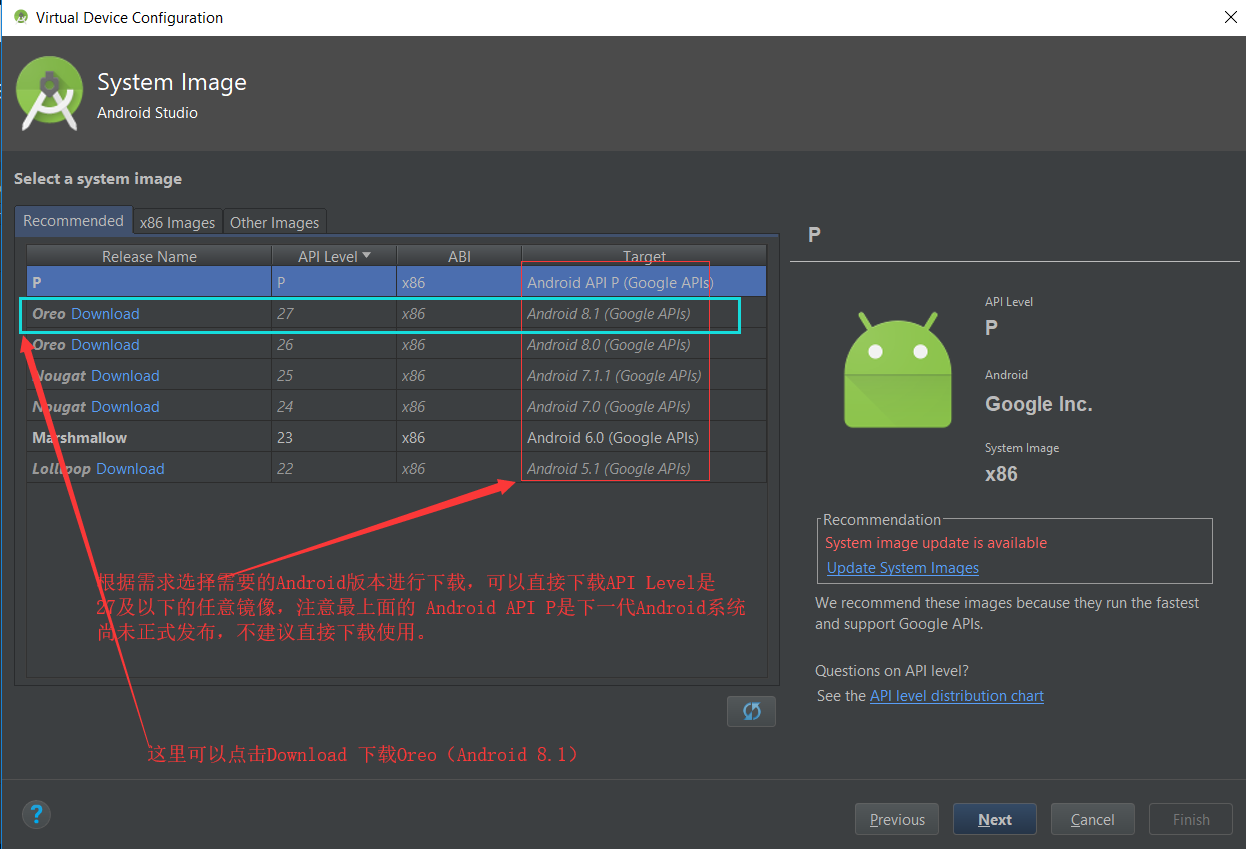 Virtual Device Configuration
System Image
Android Studio
Select a system image
Recommended x86 Images Other Images
Release Name API Level ABI Target
P P x86 Android API P (Google APIs)
Oreo Download 27 x86 Android 8.1 (Google APIs)
Oreo Download 26 x86 Android 8.0 (Google APIs)
Nougat Download 25 x86 Android 7.1.1 (Google APIs)
Nougat Download 24 x86 Android 7.0 (Google APIs)
Marshmallow 23 x86 Android 6.0 (Google APIs)
Lollipop Download 22 x86 Android 5.1 (Google APIs)
根据需求选择需要的Android版本进行下载，可以直接下载API Level是
27及以下的任意镜像，注意最上面的 Android API P是下一代Android系统
尚未正式发布，不建议直接下载使用。
这里可以点击Download 下载Oreo（Android 8.1）
P
API Level
P
Android
Google Inc.
System Image
x86
Recommendation
System image update is available
Update System Images
We recommend these images because they run the fastest
and support Google APIs.
Questions on API level?
See the API level distribution chart
?
Previous Next Cancel Finish